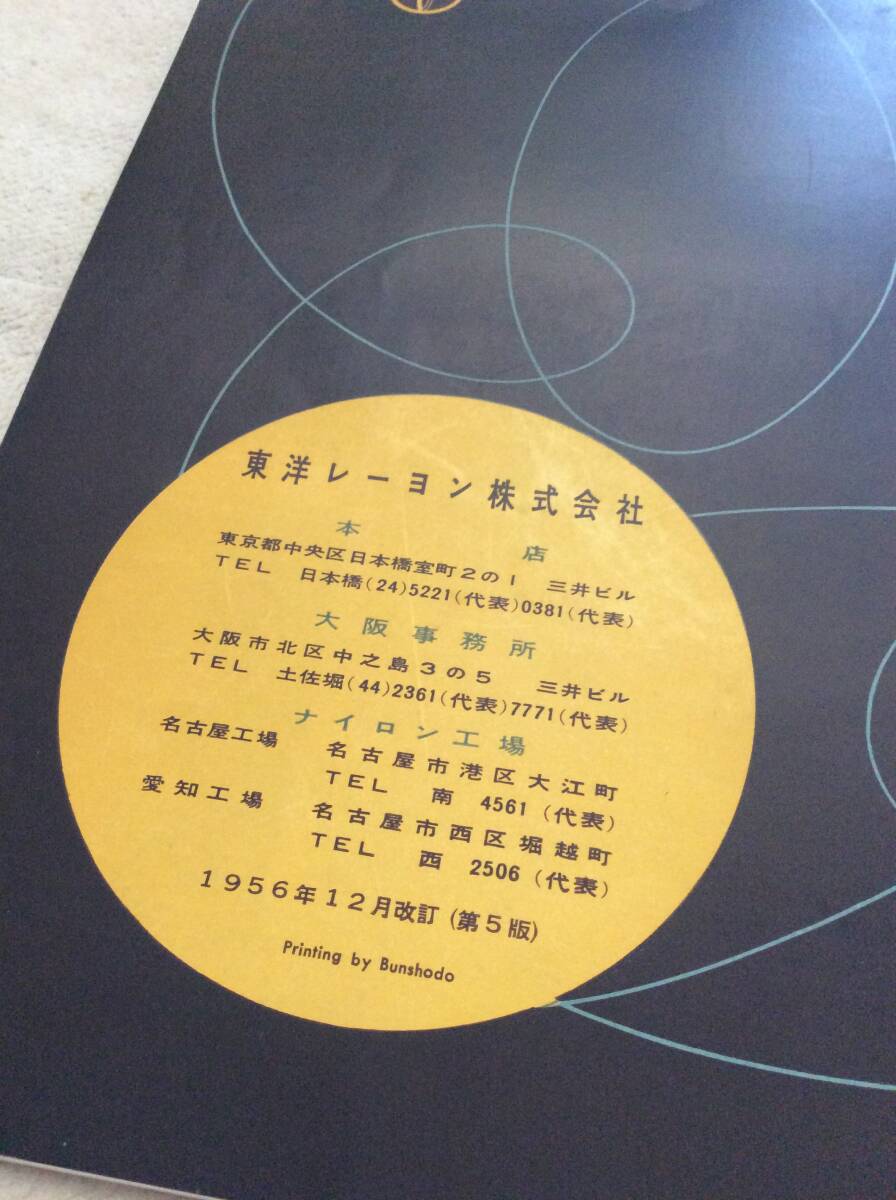 東洋レーヨン株式会社
本店
東京都中央区日本橋室町2の1 三井ビル
TEL 日本橋(24)5221(代表)0381(代表)
大阪事務所
大阪市北区中之島3の5 三井ビル
TEL 土佐堀(44)2361(代表)7771(代表)
ナイロン工場
名古屋工場 名古屋市港区大江町
TEL 南 4561(代表)
愛知工場 名古屋市西区堀越町
TEL 西 2506(代表)
1956年12月改訂(第5版)
Printing by Bunshodo